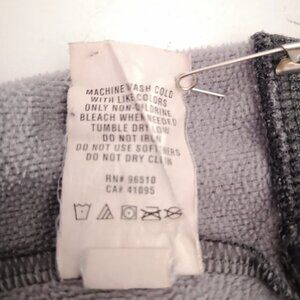 MACHINE WASH COLD
WITH LIKE COLORS
ONLY NON-CHLORINE
BLEACH WHEN NEEDED
TUMBLE DRY LOW
DO NOT IRON
DO NOT USE SOFTENERS
DO NOT DRY CLEAN
RN# 96510
CA# 41095